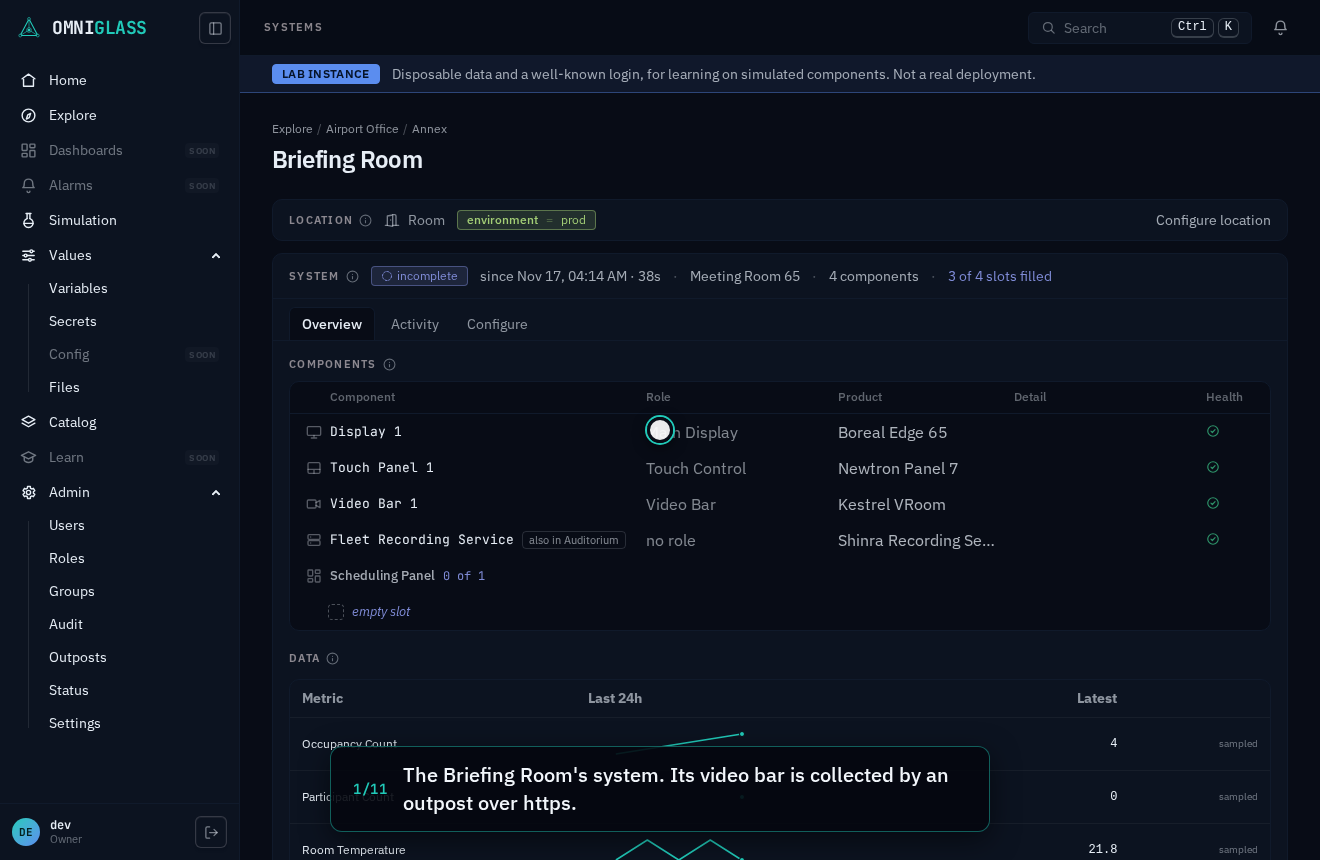 OMNIGLASS
SYSTEMS
Search
Ctrl
K
LAB INSTANCE
Disposable data and a well-known login, for learning on simulated components. Not a real deployment.
Home
Explore
Dashboards
SOON
Alarms
SOON
Simulation
Values
Variables
Secrets
Config
SOON
Files
Catalog
Learn
SOON
Admin
Users
Roles
Groups
Audit
Outposts
Status
Settings
DE
dev
Owner
Explore / Airport Office / Annex
Briefing Room
LOCATION
Room
environment = prod
Configure location
SYSTEM
incomplete
since Nov 17, 04:14 AM · 38s · Meeting Room 65 · 4 components · 3 of 4 slots filled
Overview
Activity
Configure
COMPONENTS
Component Role Product Detail Health
Display 1 Display Boreal Edge 65
Touch Panel 1 Touch Control Newtron Panel 7
Video Bar 1 Video Bar Kestrel VRoom
Fleet Recording Service also in Auditorium no role Shinra Recording Se...
Scheduling Panel 0 of 1
empty slot
DATA
Metric Last 24h Latest
Occupancy Count 4 sampled
Participant Count 0 sampled
Room Temperature 21.8 sampled
1/11
The Briefing Room's system. Its video bar is collected by an
outpost over https.